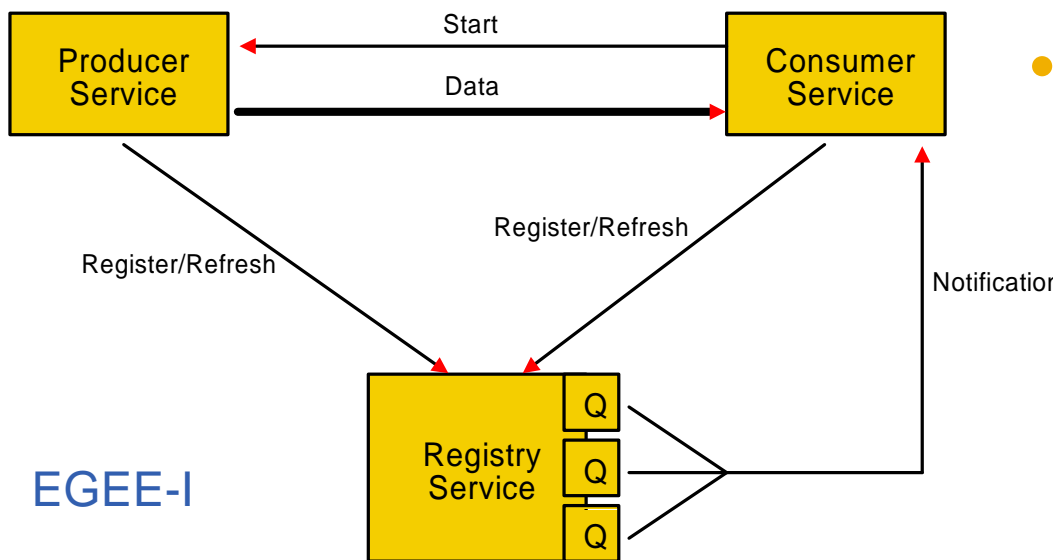 Start
Producer
Service
Consumer
Service
Data
Register/Refresh
Register/Refresh
Notification
Q
Registry
Service
Q
Q
EGEE-I